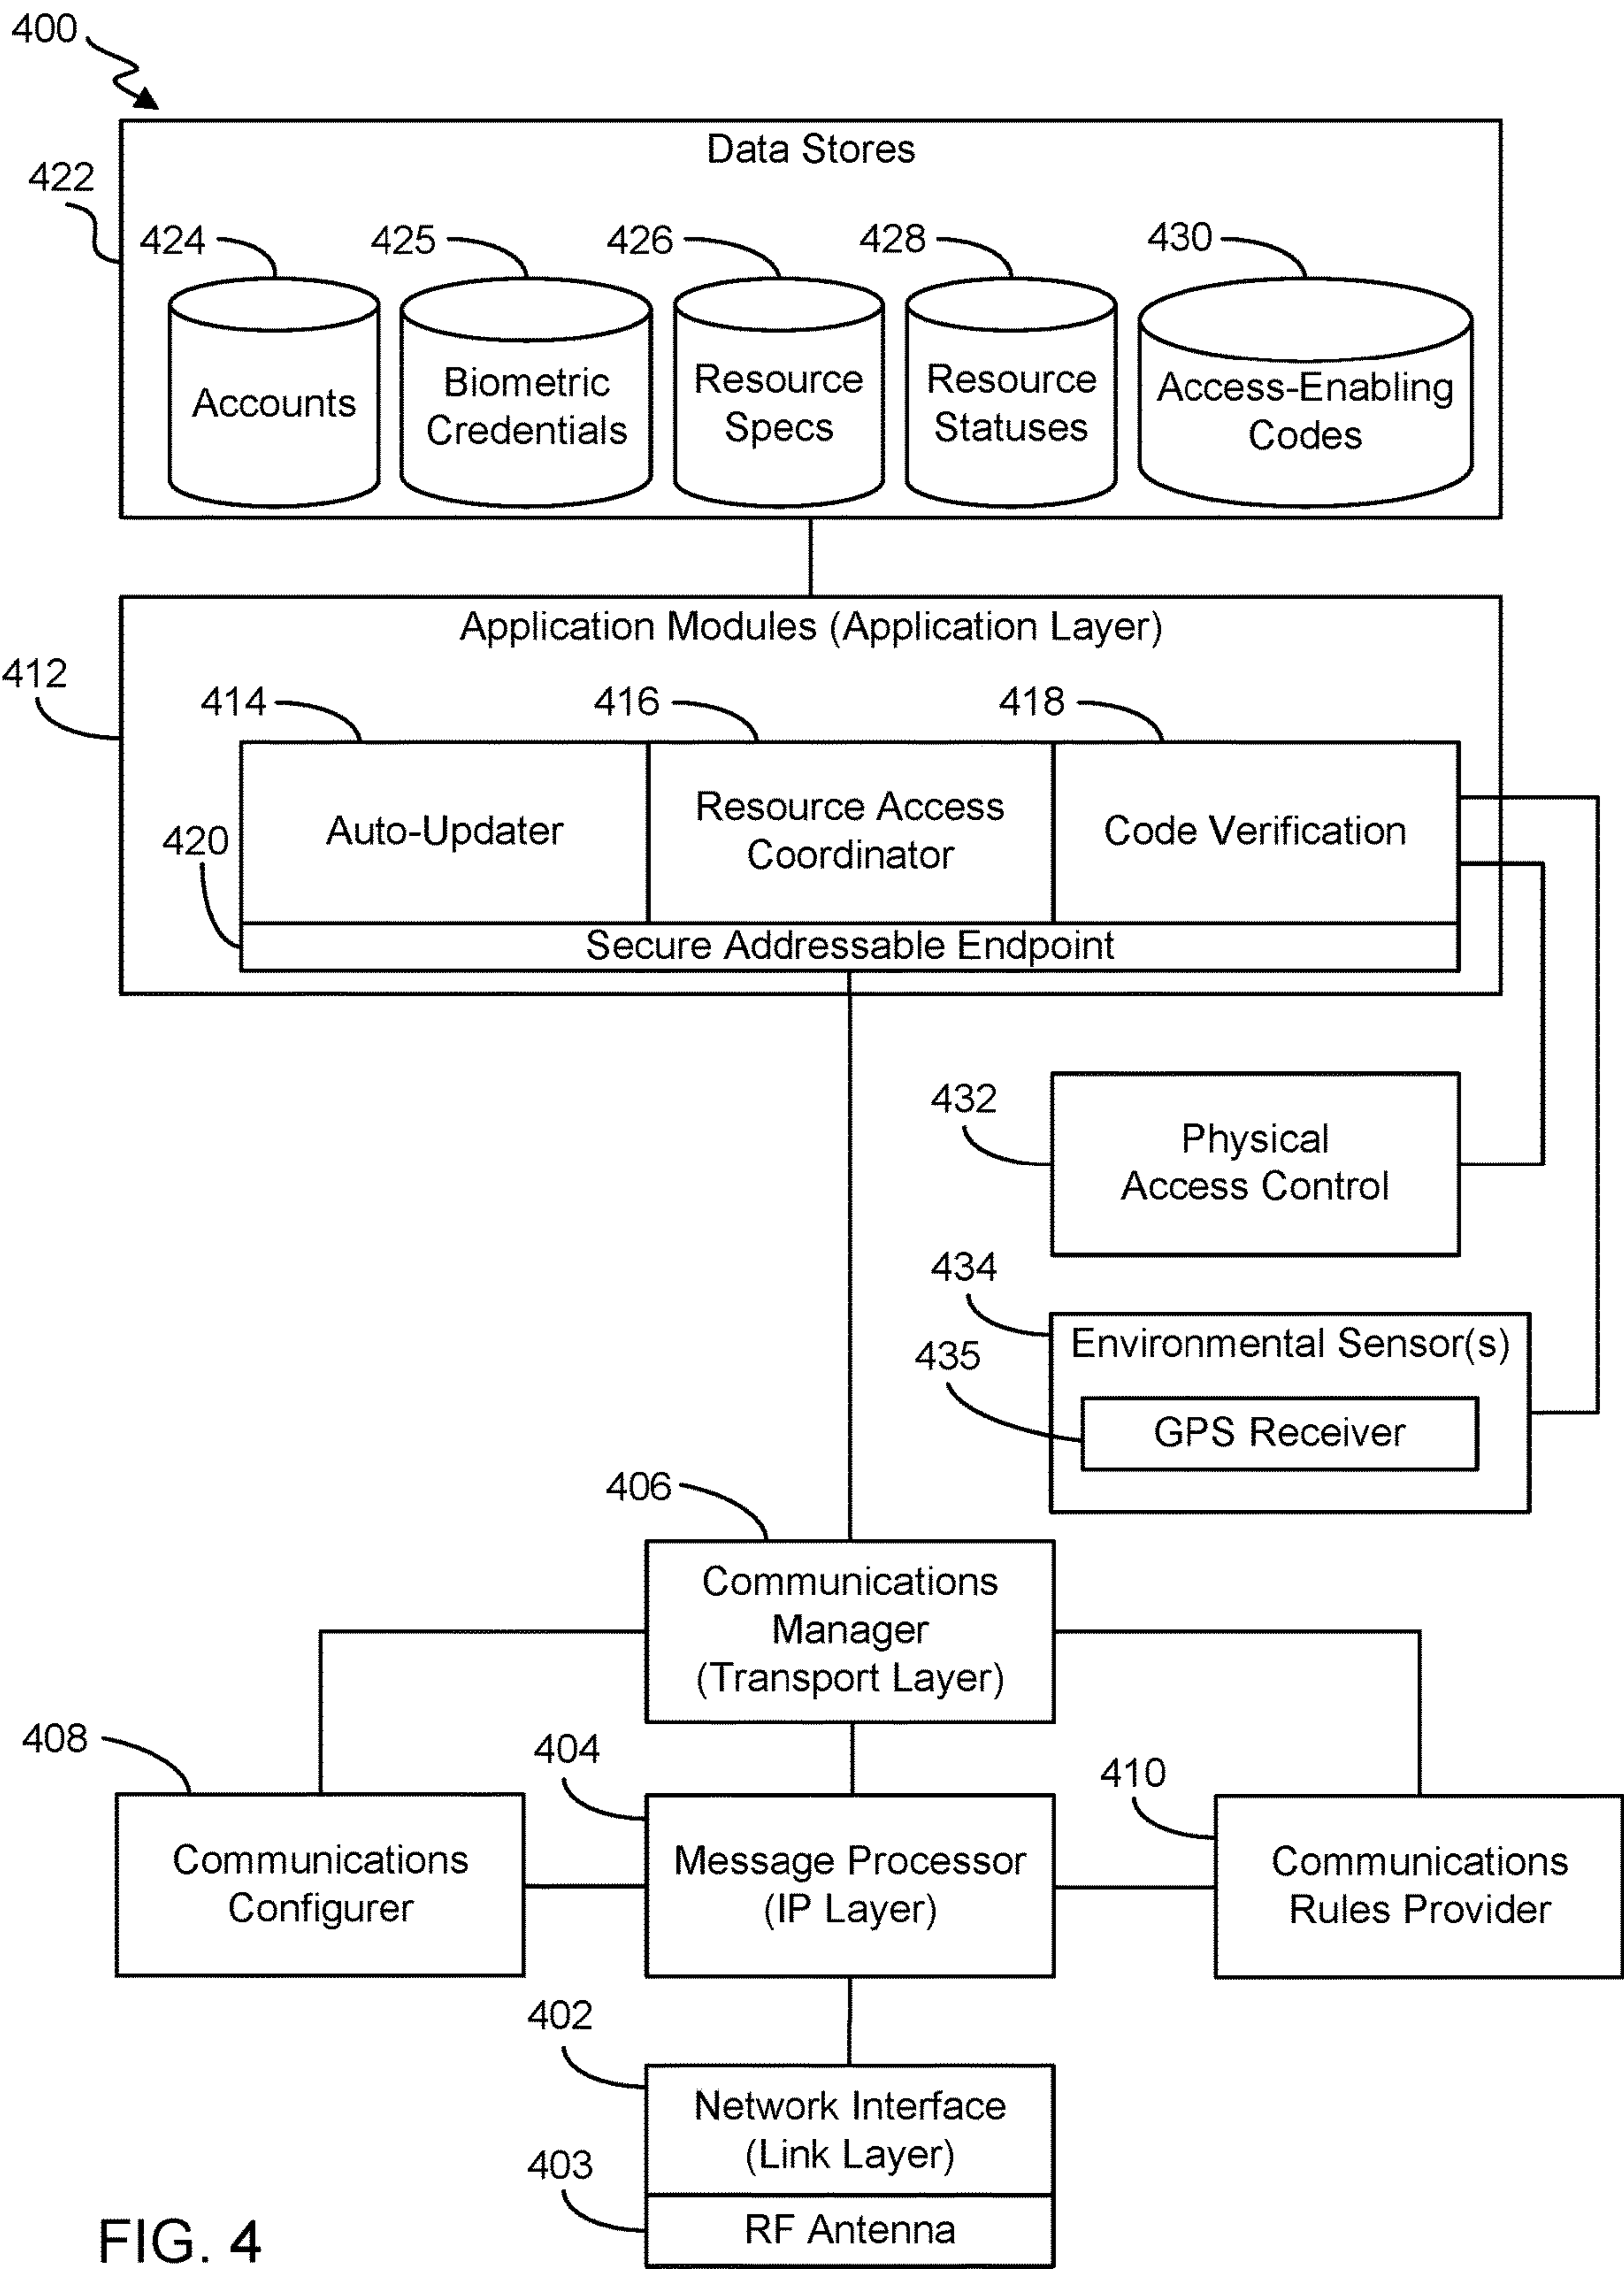 400
Data Stores
422
424
425
426
428
430
Accounts
Biometric
Credentials
Resource
Specs
Resource
Statuses
Access-Enabling
Codes
Application Modules (Application Layer)
412
414
416
418
Auto-Updater
Resource Access
Coordinator
Code Verification
420
Secure Addressable Endpoint
432
Physical
Access Control
434
Environmental Sensor(s)
435
GPS Receiver
406
Communications
Manager
(Transport Layer)
408
404
410
Communications
Configurer
Message Processor
(IP Layer)
Communications
Rules Provider
402
Network Interface
(Link Layer)
403
RF Antenna
FIG. 4